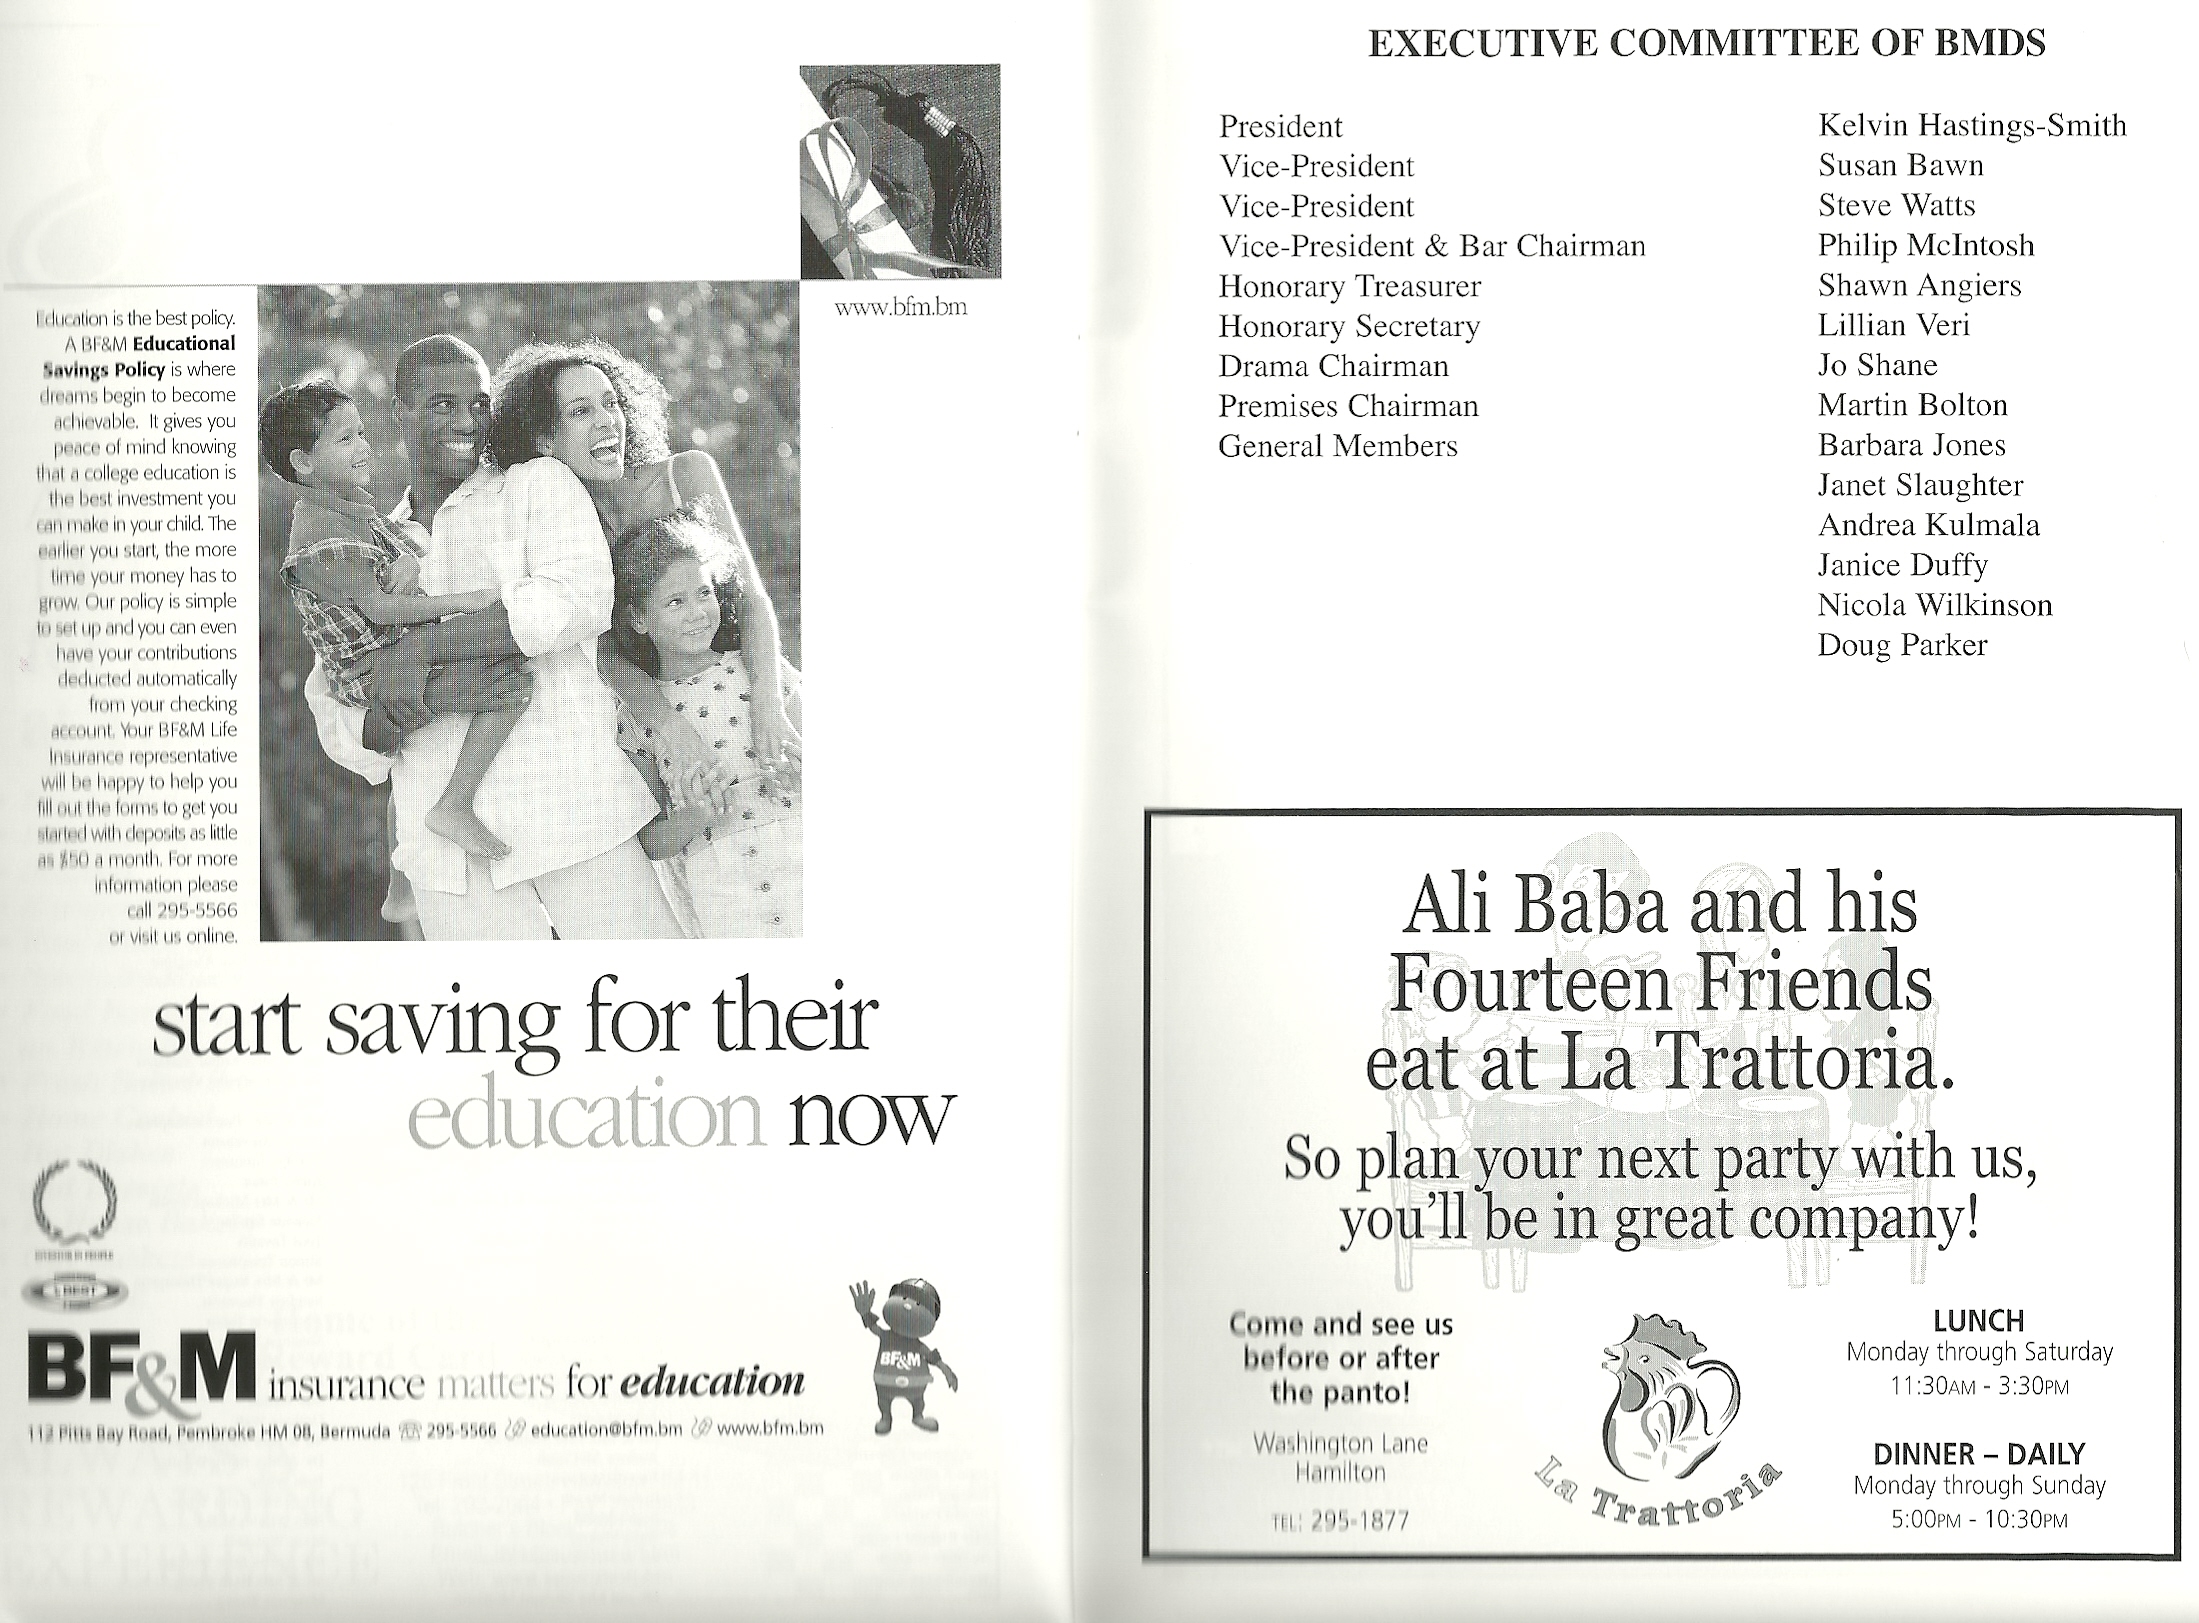 www.bfm.bm
Education is the best policy.
A BF&M Educational
Savings Policy is where
dreams begin to become
achievable. It gives you
peace of mind knowing
that a college education is
the best investment you
can make in your child. The
earlier you start, the more
time your money has to
grow. Our policy is simple
to set up and you can even
have your contributions
deducted automatically
from your checking
account. Your BF&M Life
Insurance representative
will be happy to help you
fill out the forms to get you
started with deposits as little
as $50 a month. For more
information please
call 295-5566
or visit us online.
start saving for their
education now
INVESTOR IN PEOPLE
BEST
BF&M insurance matters for education
BF&M
112 Pitts Bay Road, Pembroke HM 08, Bermuda 295-5566 education@bfm.bm www.bfm.bm
EXECUTIVE COMMITTEE OF BMDS
President Kelvin Hastings-Smith
Vice-President Susan Bawn
Vice-President Steve Watts
Vice-President & Bar Chairman Philip McIntosh
Honorary Treasurer Shawn Angiers
Honorary Secretary Lillian Veri
Drama Chairman Jo Shane
Premises Chairman Martin Bolton
General Members Barbara Jones
Janet Slaughter
Andrea Kulmala
Janice Duffy
Nicola Wilkinson
Doug Parker
Ali Baba and his
Fourteen Friends
eat at La Trattoria.
So plan your next party with us,
you'll be in great company!
Come and see us
before or after
the panto!
Washington Lane
Hamilton
TEL: 295-1877
La Trattoria
LUNCH
Monday through Saturday
11:30AM - 3:30PM
DINNER – DAILY
Monday through Sunday
5:00PM - 10:30PM